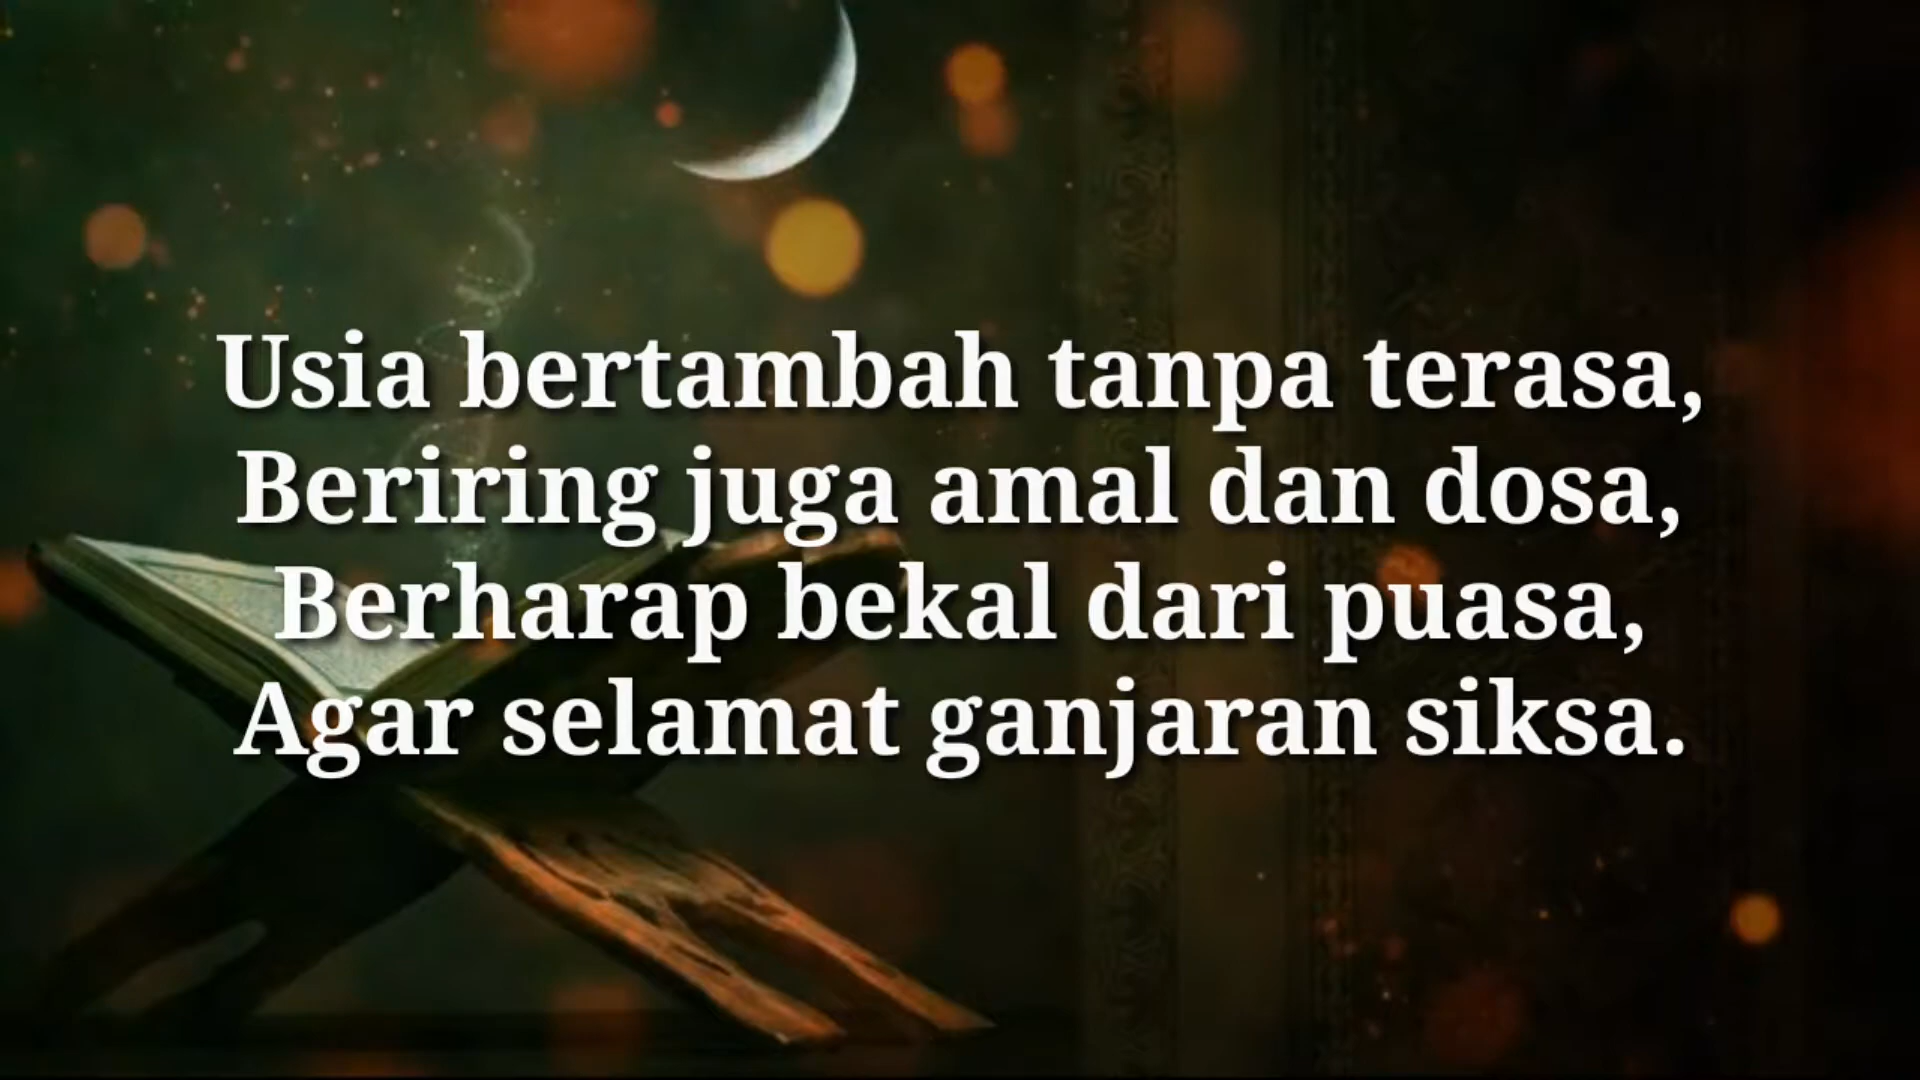 Usia bertambah tanpa terasa,
Beriring juga amal dan dosa,
Berharap bekal dari puasa,
Agar selamat ganjaran siksa.